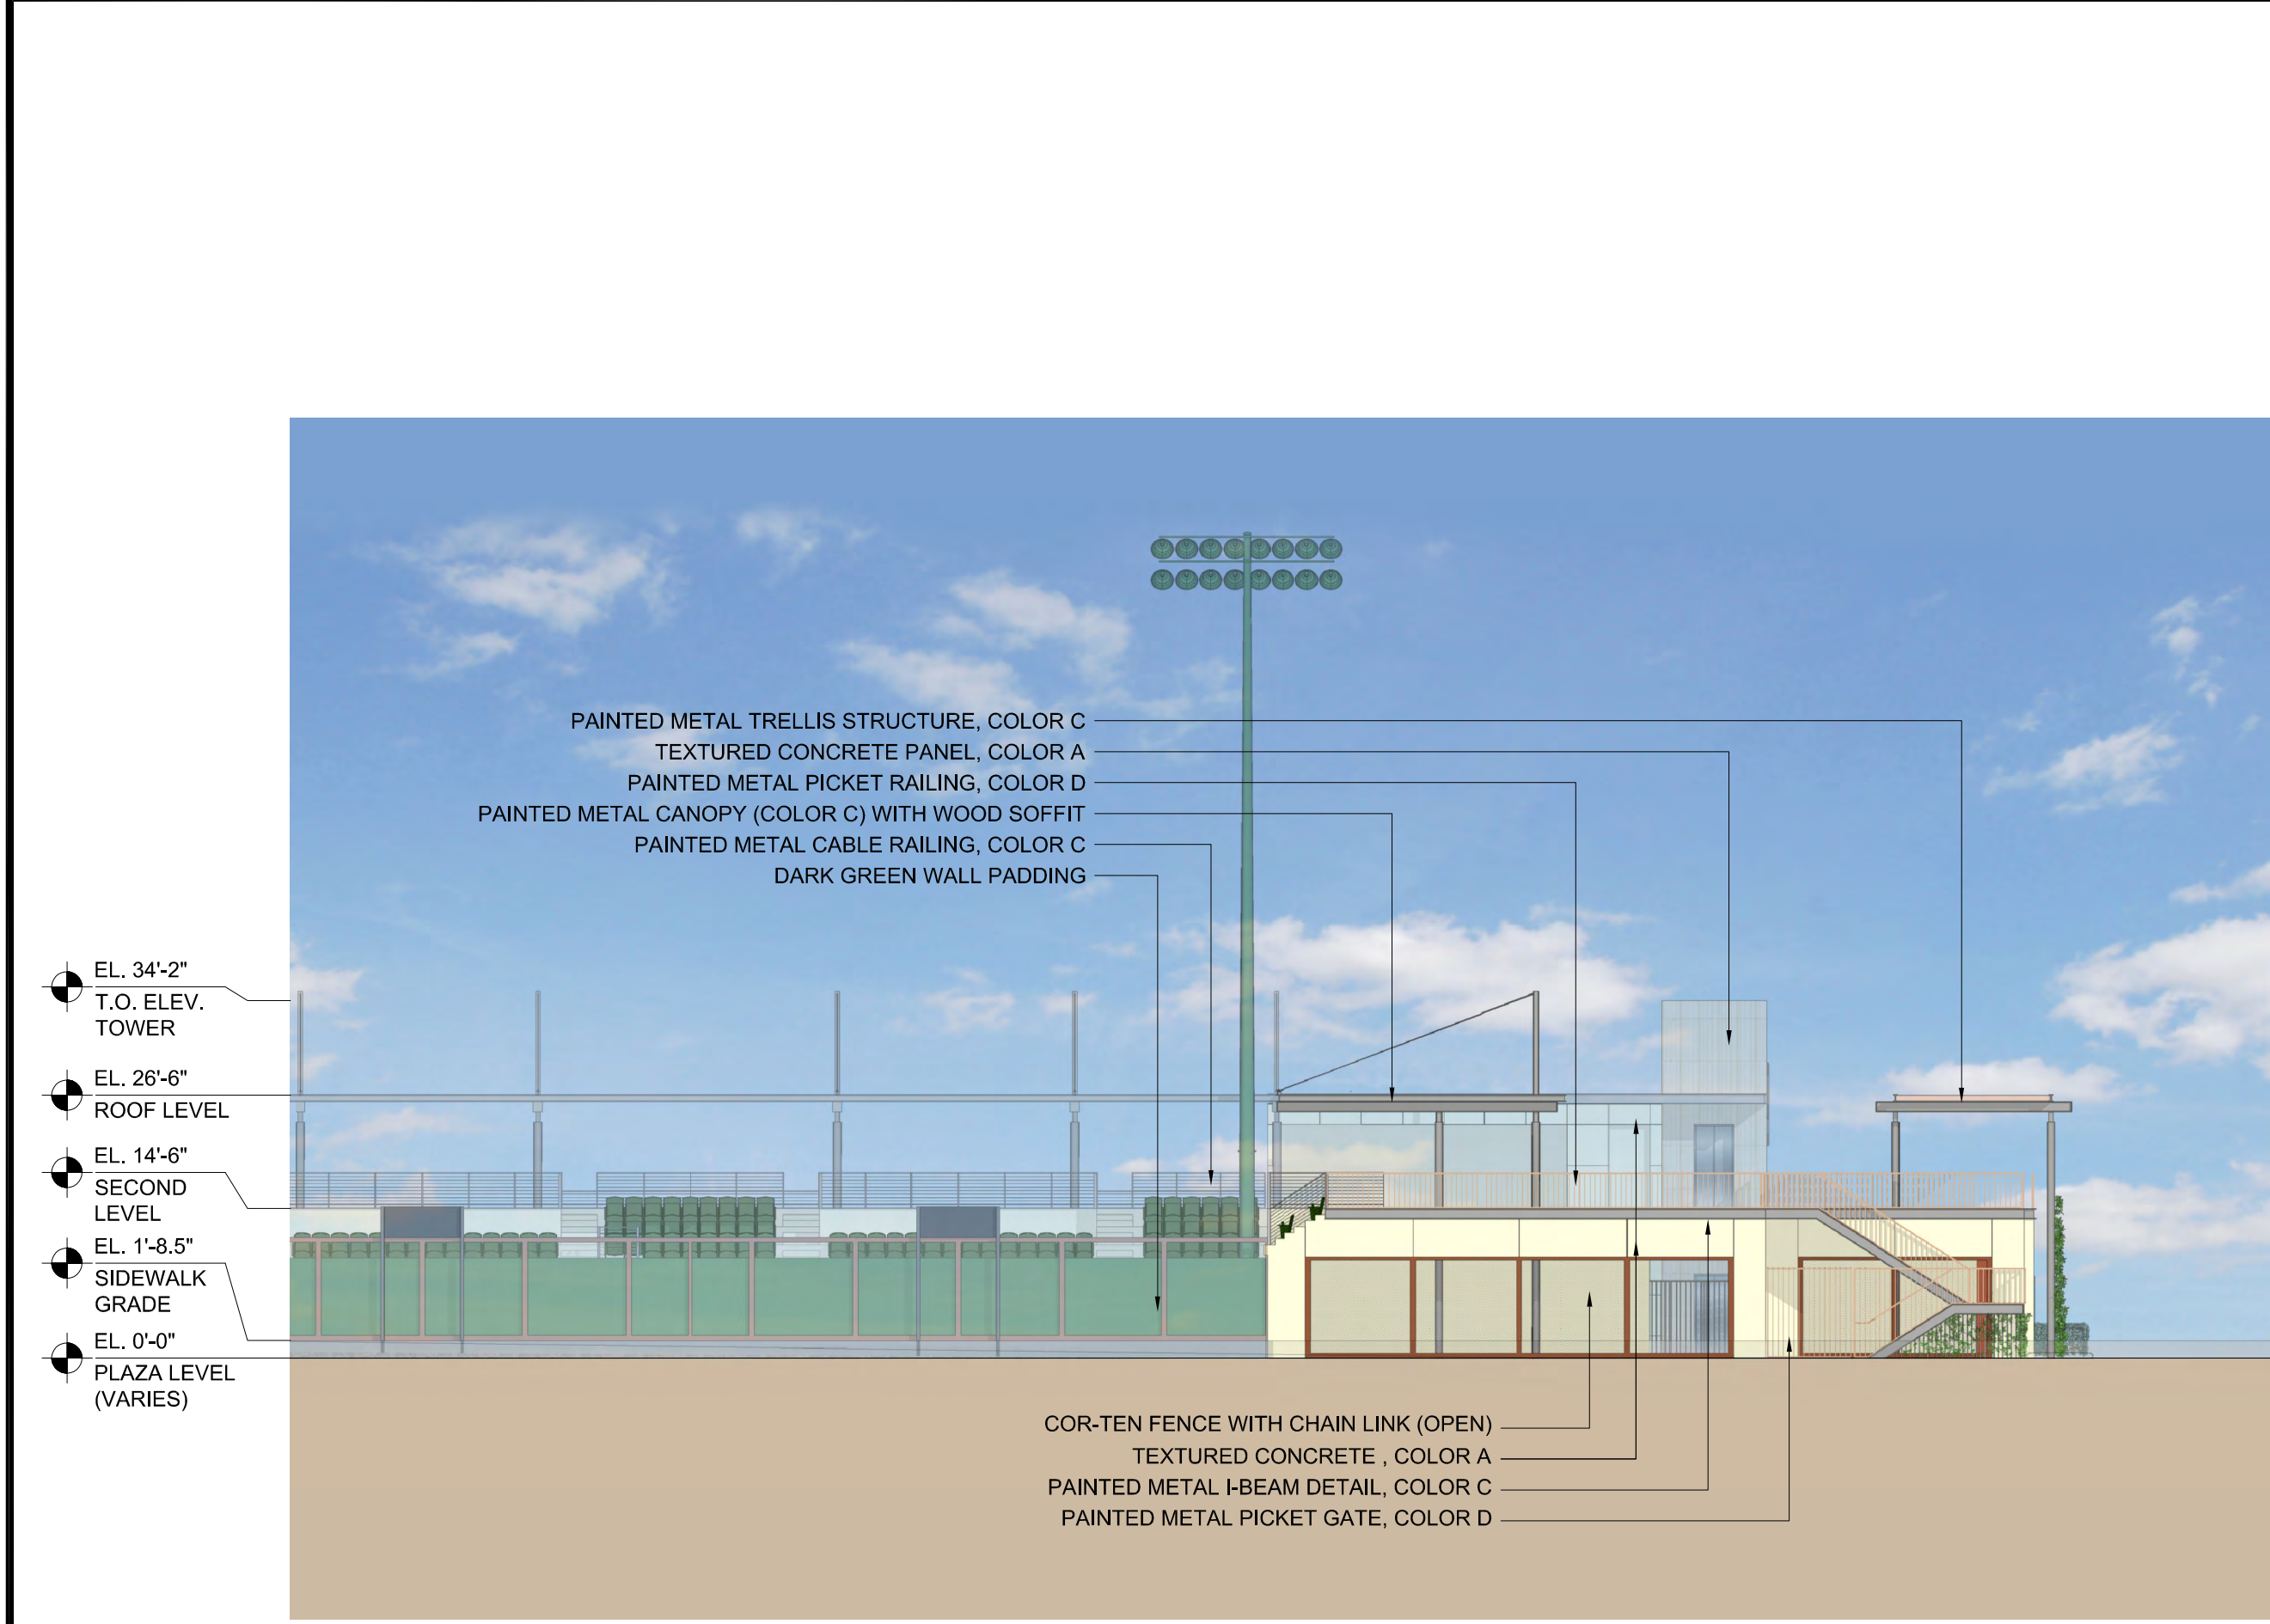 PAINTED METAL TRELLIS STRUCTURE, COLOR C
TEXTURED CONCRETE PANEL, COLOR A
PAINTED METAL PICKET RAILING, COLOR D
PAINTED METAL CANOPY (COLOR C) WITH WOOD SOFFIT
PAINTED METAL CABLE RAILING, COLOR C
DARK GREEN WALL PADDING
EL. 34'-2"
T.O. ELEV.
TOWER
EL. 26'-6"
ROOF LEVEL
EL. 14'-6"
SECOND
LEVEL
EL. 1'-8.5"
SIDEWALK
GRADE
EL. 0'-0"
PLAZA LEVEL
(VARIES)
COR-TEN FENCE WITH CHAIN LINK (OPEN)
TEXTURED CONCRETE , COLOR A
PAINTED METAL I-BEAM DETAIL, COLOR C
PAINTED METAL PICKET GATE, COLOR D